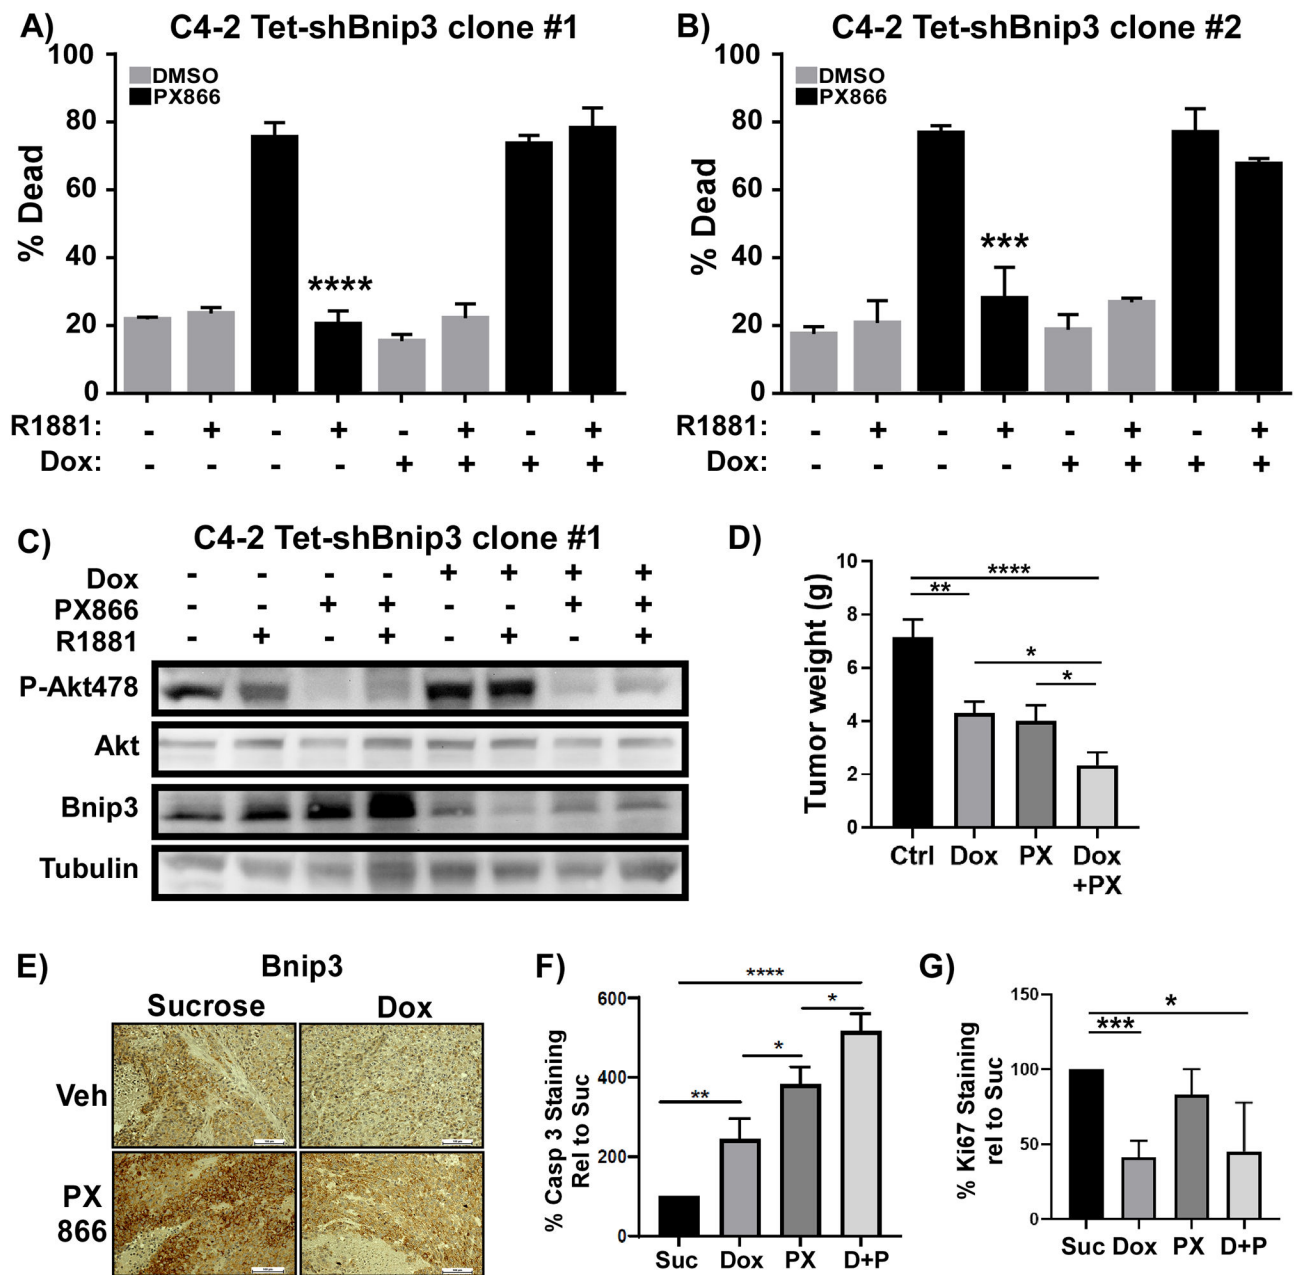 A) C4-2 Tet-shBnip3 clone #1
DMSO
PX866
100
80
60
40
20
0
% Dead
****
R1881: - + - + - + - +
Dox: - - - - + + + +
B) C4-2 Tet-shBnip3 clone #2
DMSO
PX866
100
80
60
40
20
0
% Dead
***
R1881: - + - + - + - +
Dox: - - - - + + + +
C) C4-2 Tet-shBnip3 clone #1
Dox - - - - + + + +
PX866 - - + + - - + +
R1881 - + - + - + - +
P-Akt478
Akt
Bnip3
Tubulin
D)
Tumor weight (g)
10
8
6
4
2
0
****
**
*
*
Ctrl Dox PX Dox
+PX
E) Bnip3
Sucrose Dox
Veh
PX
866
F)
% Casp 3 Staining
Rel to Suc
600
400
200
0
****
*
*
**
Suc Dox PX D+P
G)
% Ki67 Staining
rel to Suc
150
100
50
0
*
***
Suc Dox PX D+P